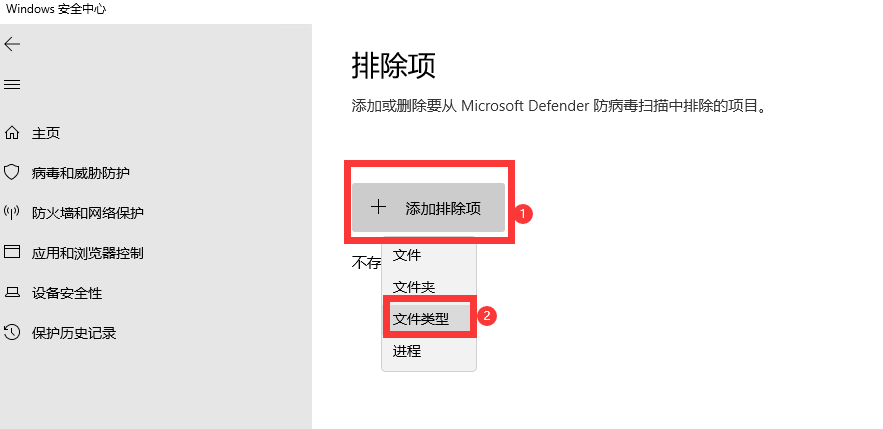 Windows 安全中心
主页
病毒和威胁防护
防火墙和网络保护
应用和浏览器控制
设备安全性
保护历史记录
排除项
添加或删除要从 Microsoft Defender 防病毒扫描中排除的项目。
添加排除项
1
不存
文件
文件夹
文件类型
2
进程